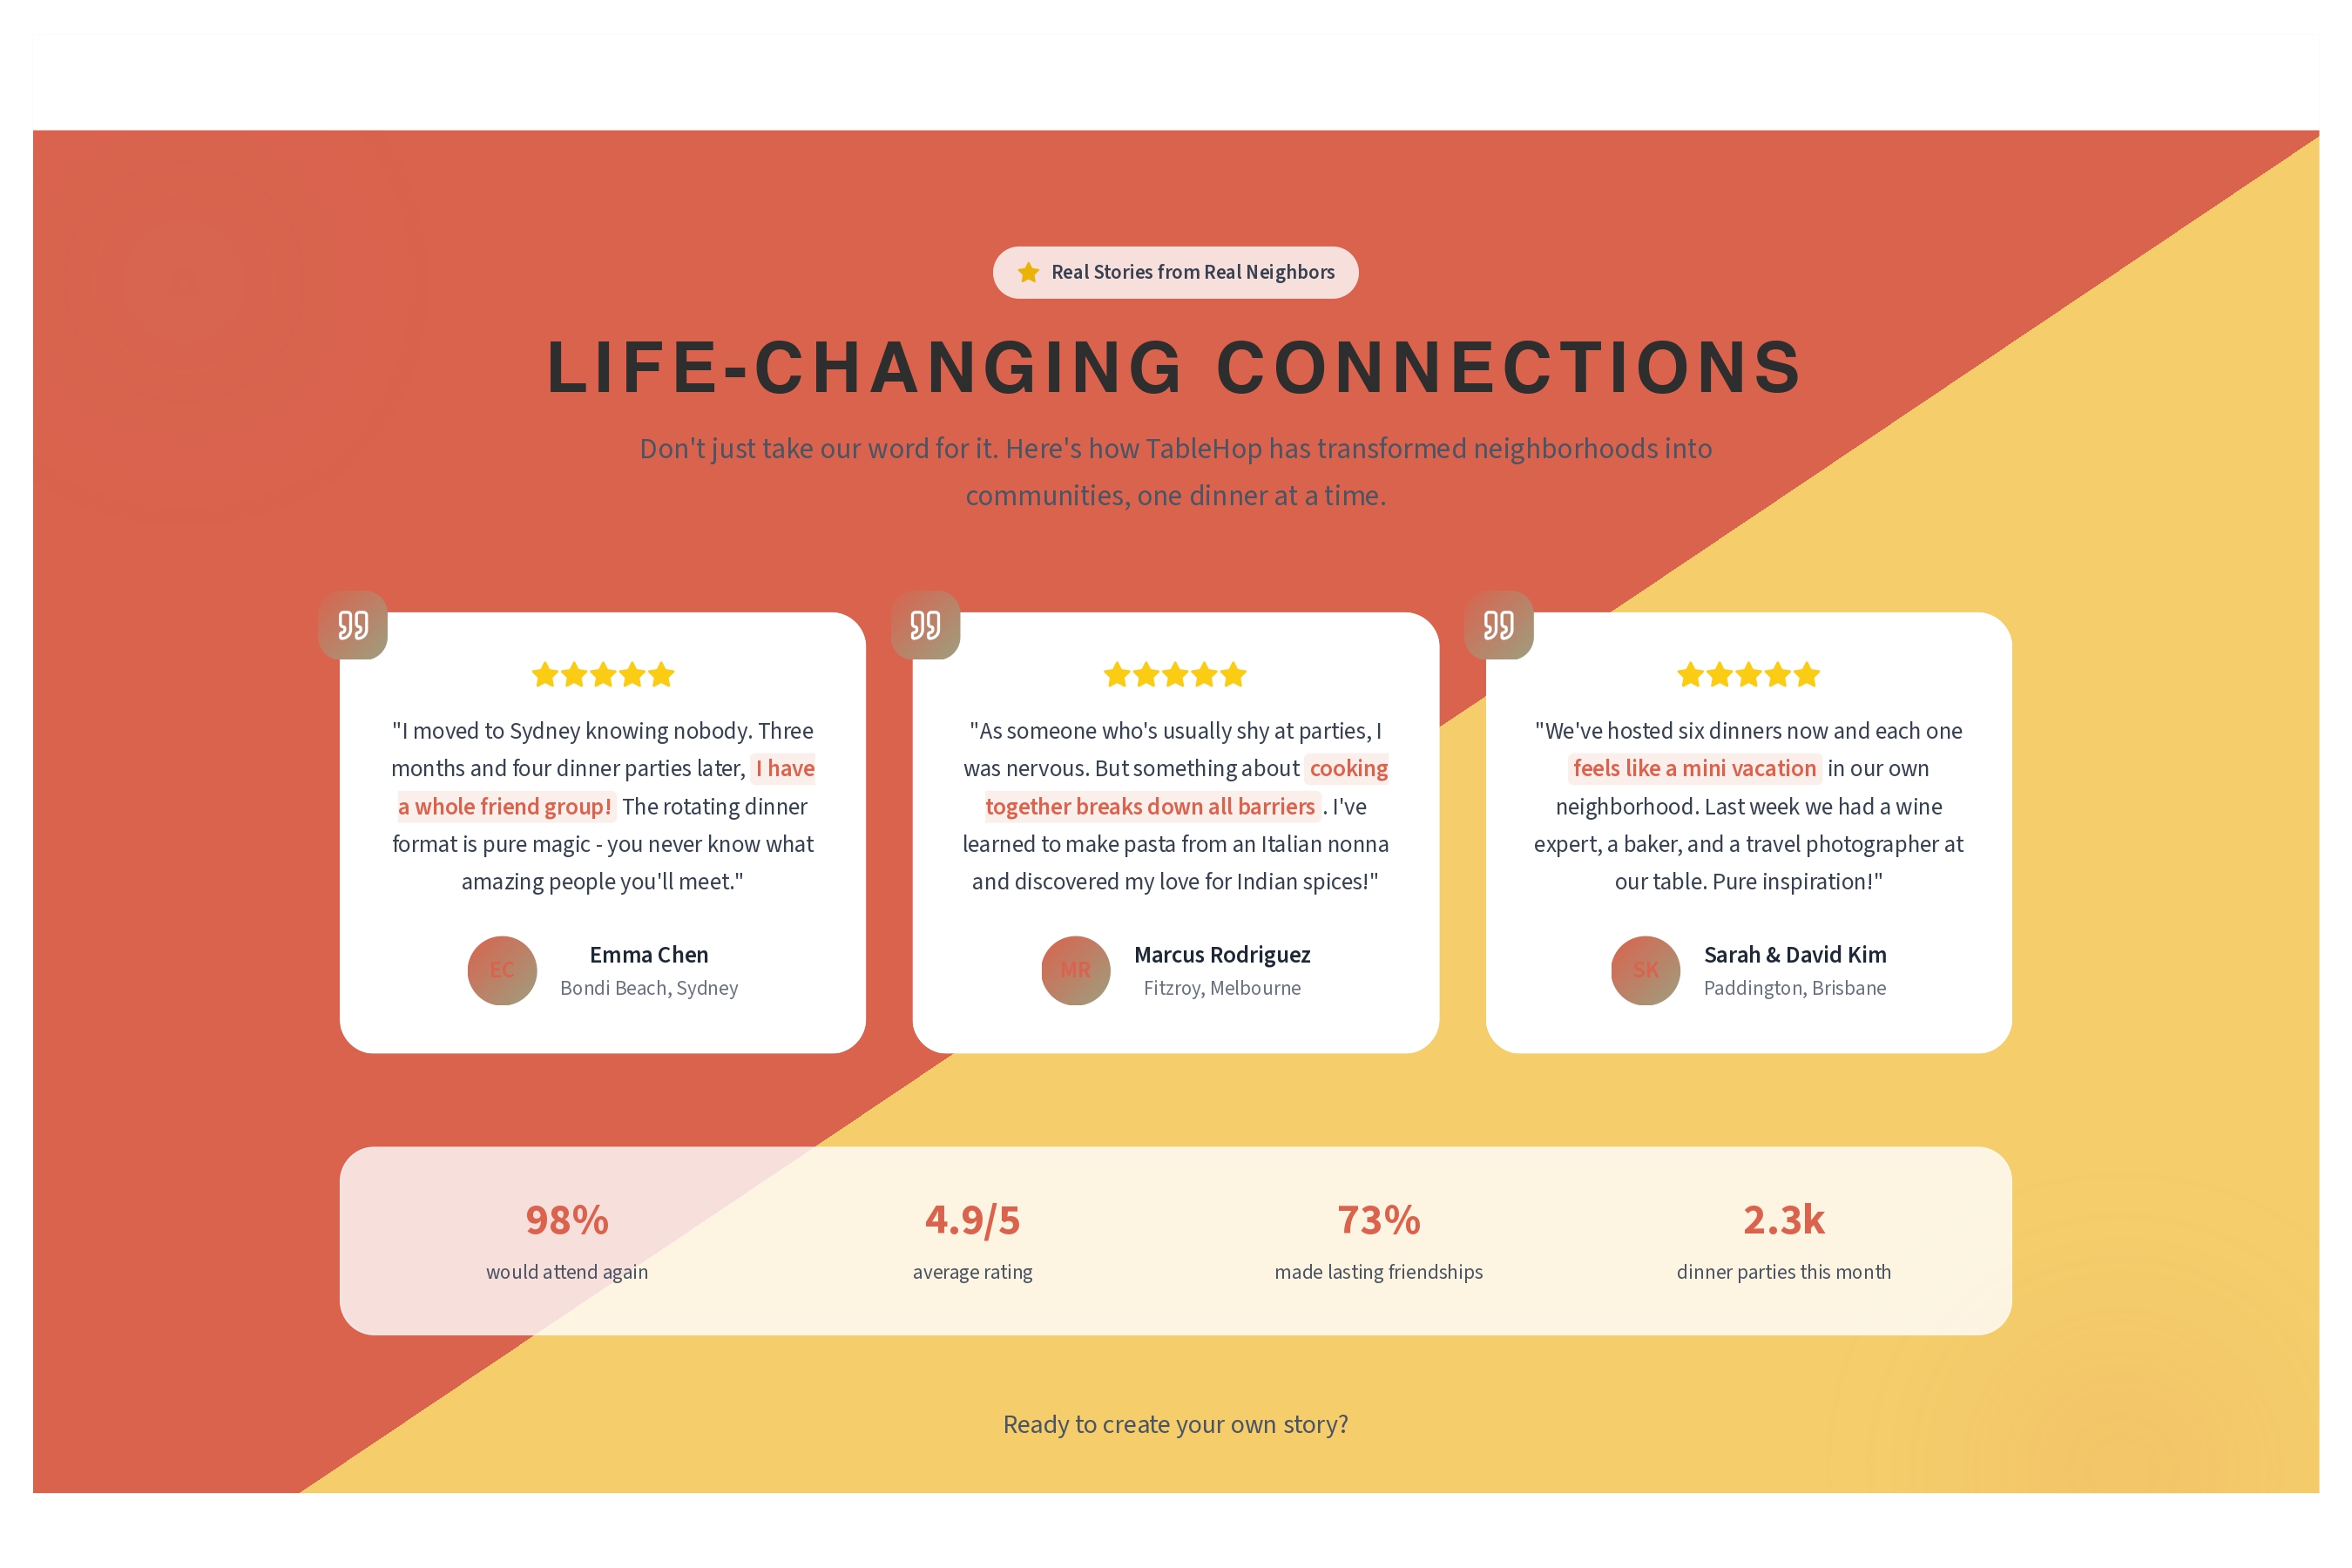 Real Stories from Real Neighbors
LIFE-CHANGING CONNECTIONS
Don't just take our word for it. Here's how TableHop has transformed neighborhoods into
communities, one dinner at a time.
"I moved to Sydney knowing nobody. Three
months and four dinner parties later, I have
a whole friend group! The rotating dinner
format is pure magic - you never know what
amazing people you'll meet."
EC
Emma Chen
Bondi Beach, Sydney
"As someone who's usually shy at parties, I
was nervous. But something about cooking
together breaks down all barriers . I've
learned to make pasta from an Italian nonna
and discovered my love for Indian spices!"
MR
Marcus Rodriguez
Fitzroy, Melbourne
"We've hosted six dinners now and each one
feels like a mini vacation in our own
neighborhood. Last week we had a wine
expert, a baker, and a travel photographer at
our table. Pure inspiration!"
SK
Sarah & David Kim
Paddington, Brisbane
98%
would attend again
4.9/5
average rating
73%
made lasting friendships
2.3k
dinner parties this month
Ready to create your own story?